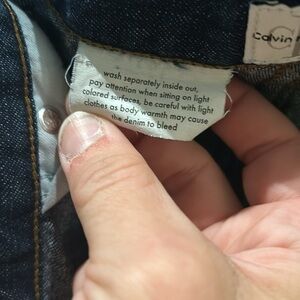 Calvin
wash separately inside out,
pay attention when sitting on light
colored surfaces, be careful with light
clothes as body warmth may cause
the denim to bleed